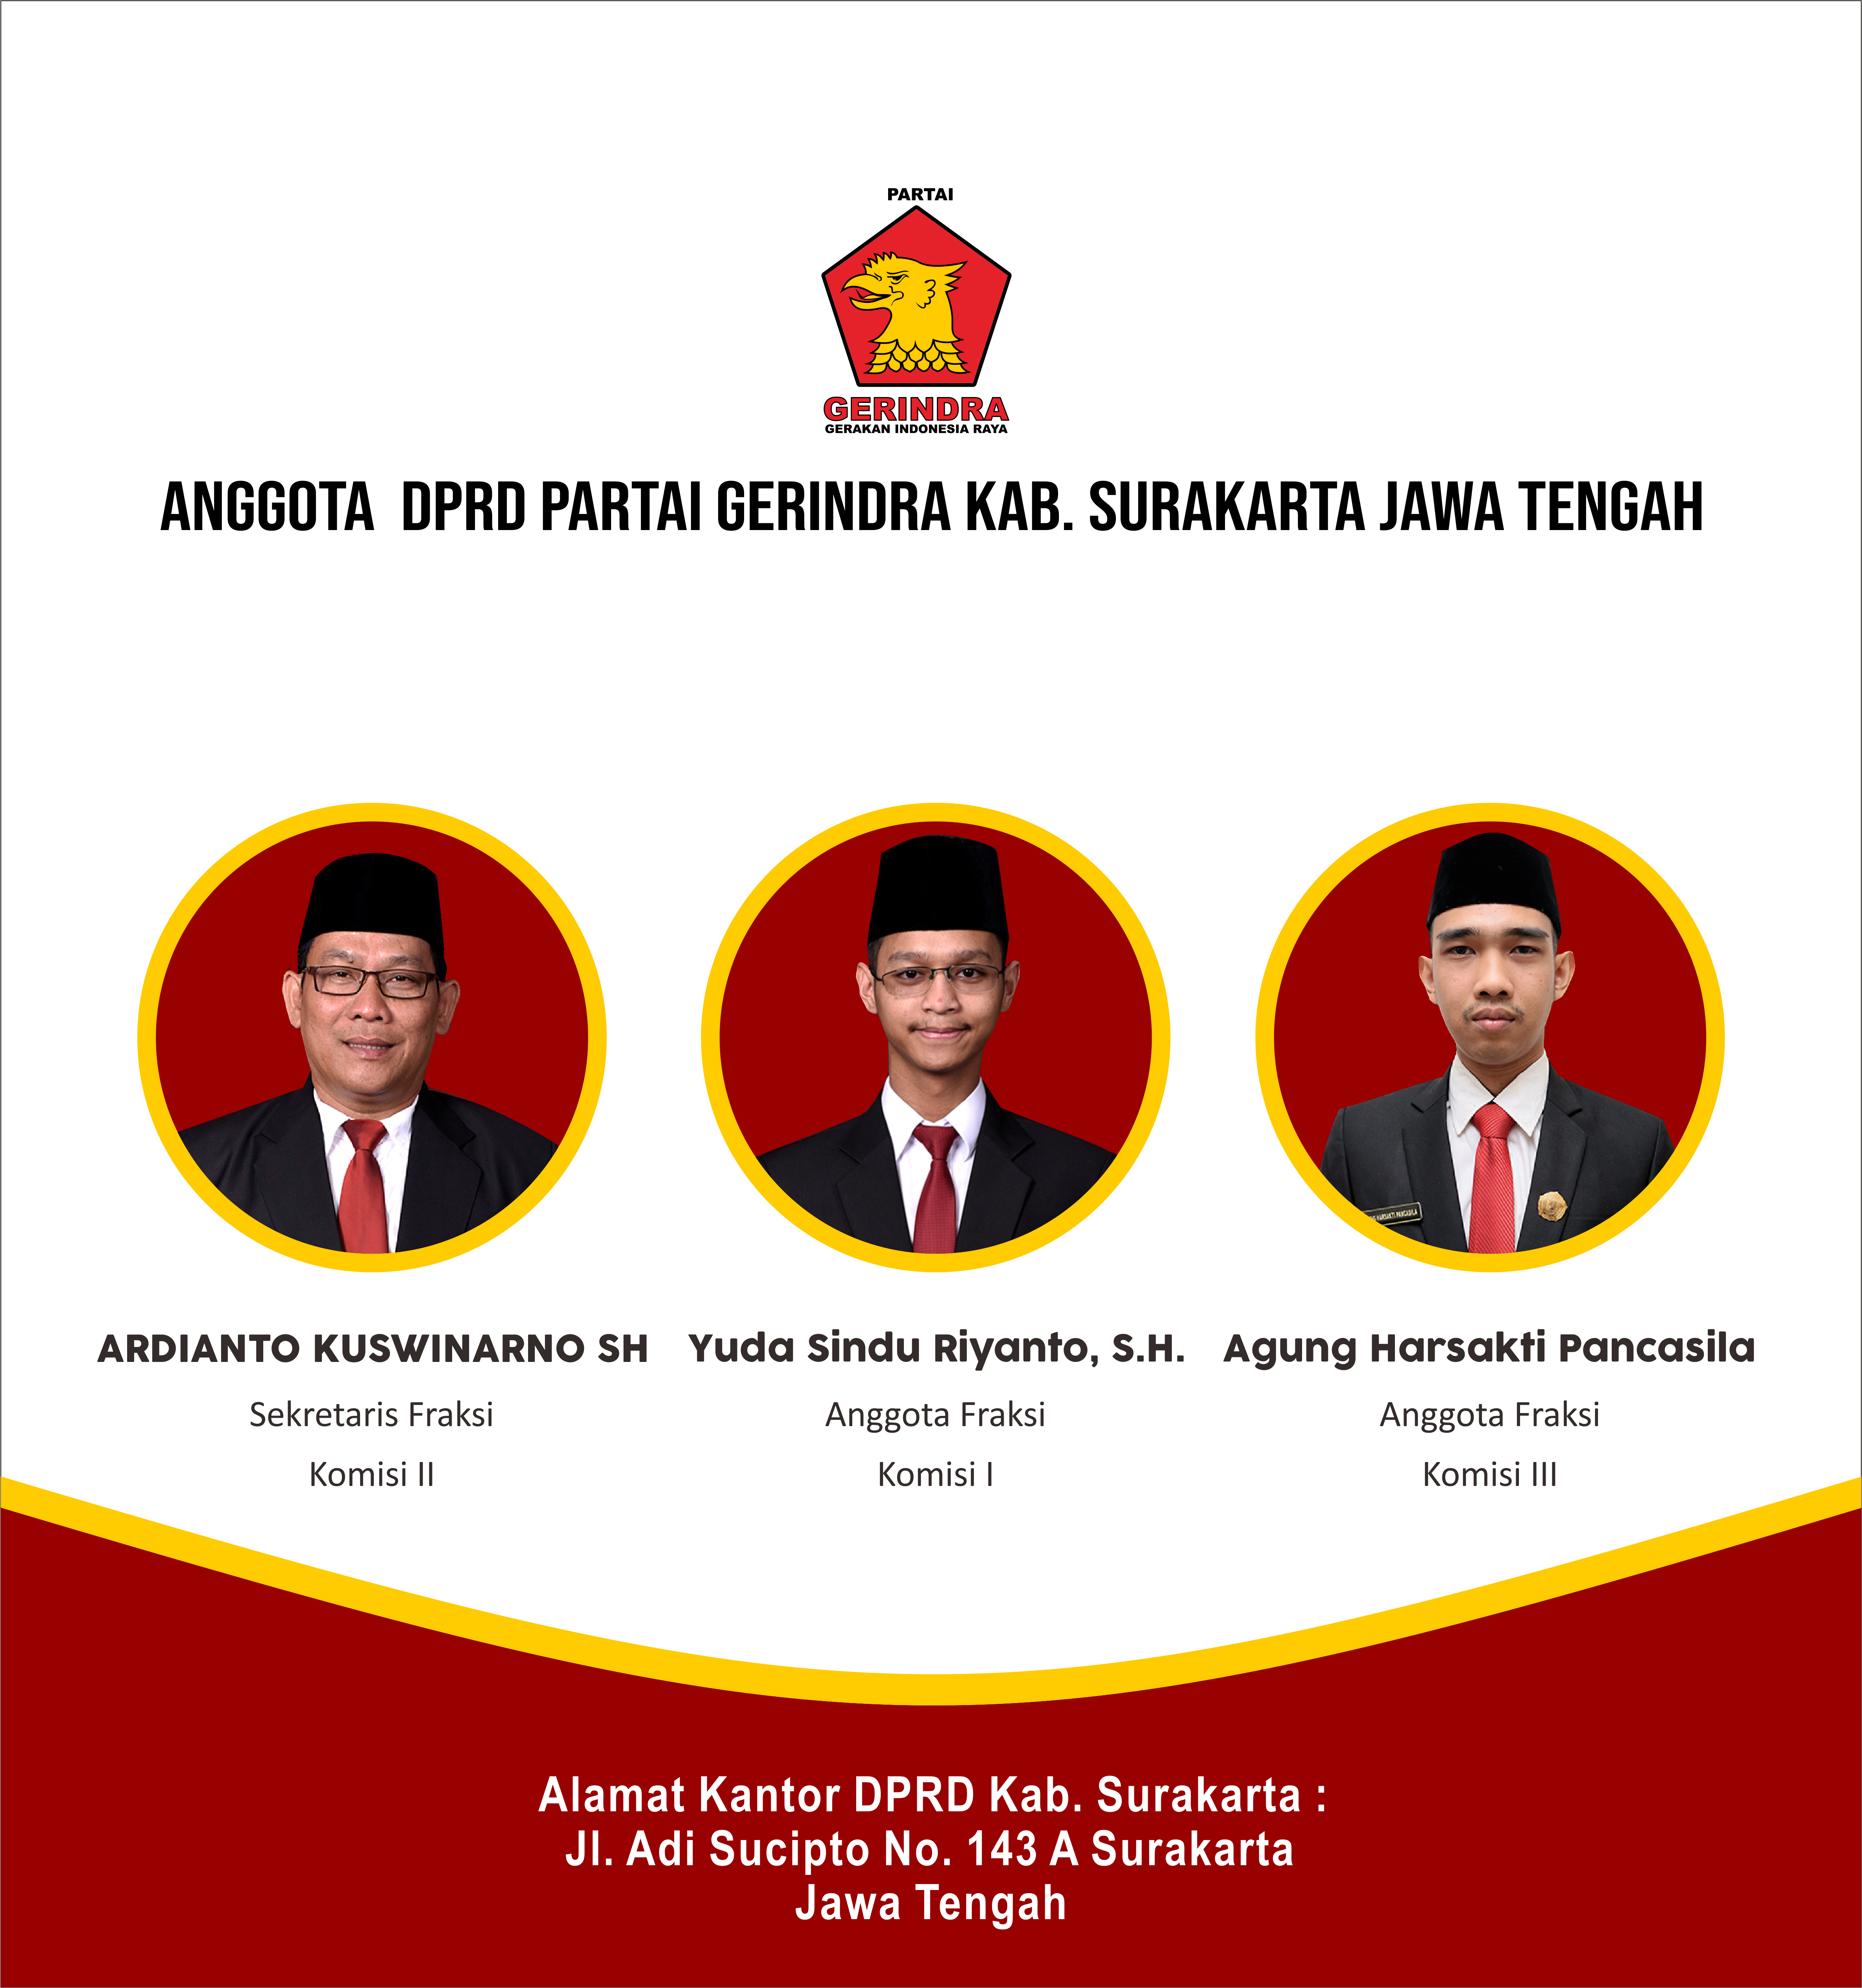 PARTAI
GERINDRA
GERAKAN INDONESIA RAYA
ANGGOTA DPRD PARTAI GERINDRA KAB. SURAKARTA JAWA TENGAH
HARSAKTI PANCASILA
ARDIANTO KUSWINARNO SH
Sekretaris Fraksi
Komisi II
Yuda Sindu Riyanto, S.H.
Anggota Fraksi
Komisi I
Agung Harsakti Pancasila
Anggota Fraksi
Komisi III
Alamat Kantor DPRD Kab. Surakarta :
Jl. Adi Sucipto No. 143 A Surakarta
Jawa Tengah